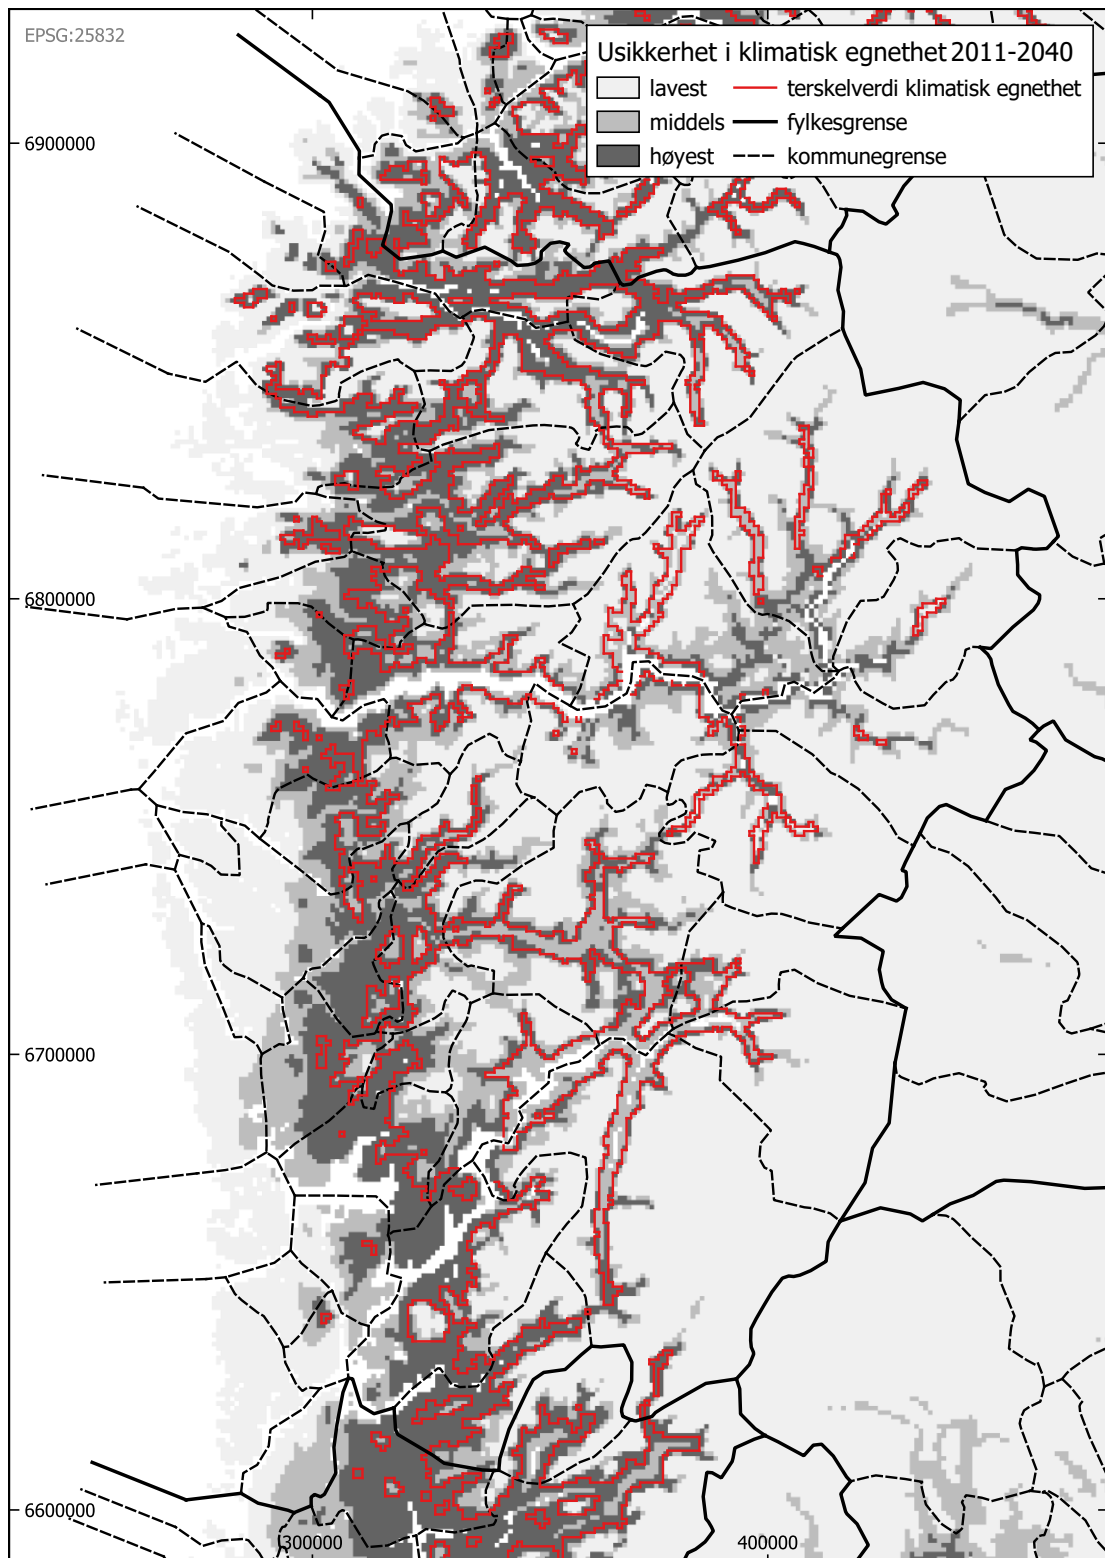 EPSG:25832
Usikkerhet i klimatisk egnethet 2011-2040
lavest
terskelverdi klimatisk egnethet
middels
fylkesgrense
høyest
kommunegrense
6900000
6800000
6700000
6600000
300000
400000